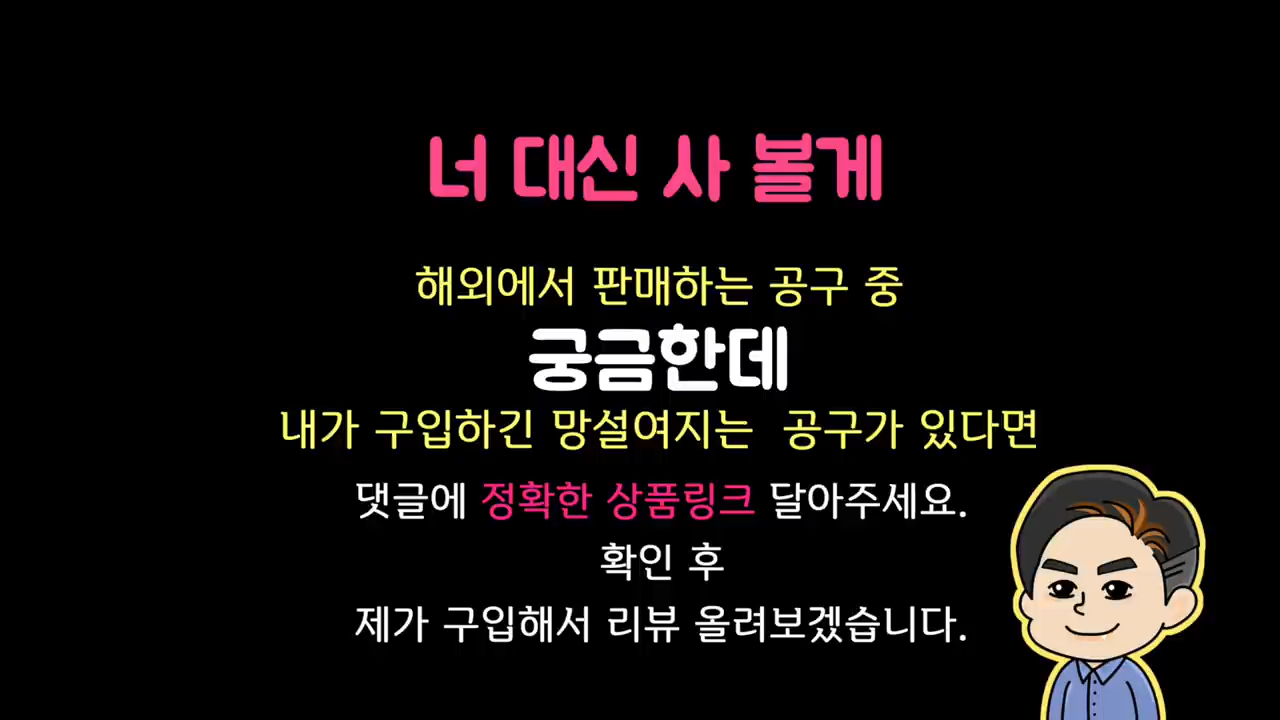 너 대신 사 볼게
해외에서 판매하는 공구 중
궁금한데
내가 구입하긴 망설여지는 공구가 있다면
댓글에 정확한 상품링크 달아주세요.
확인 후
제가 구입해서 리뷰 올려보겠습니다.